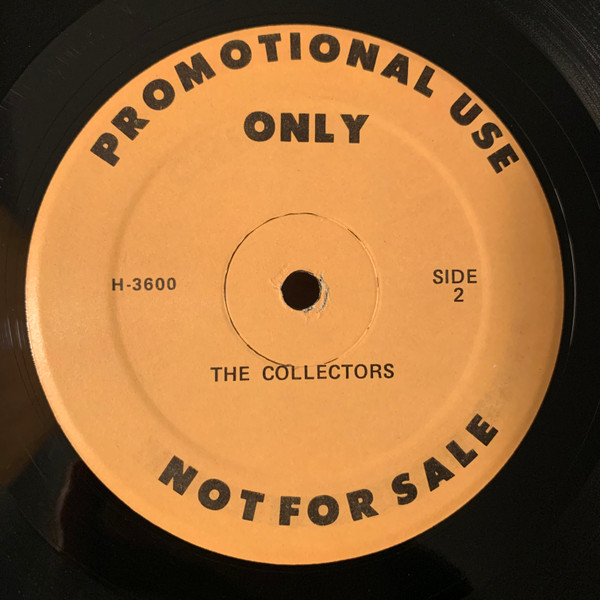 PROMOTIONAL USE
ONLY
H-3600
SIDE
2
THE COLLECTORS
NOT FOR SALE